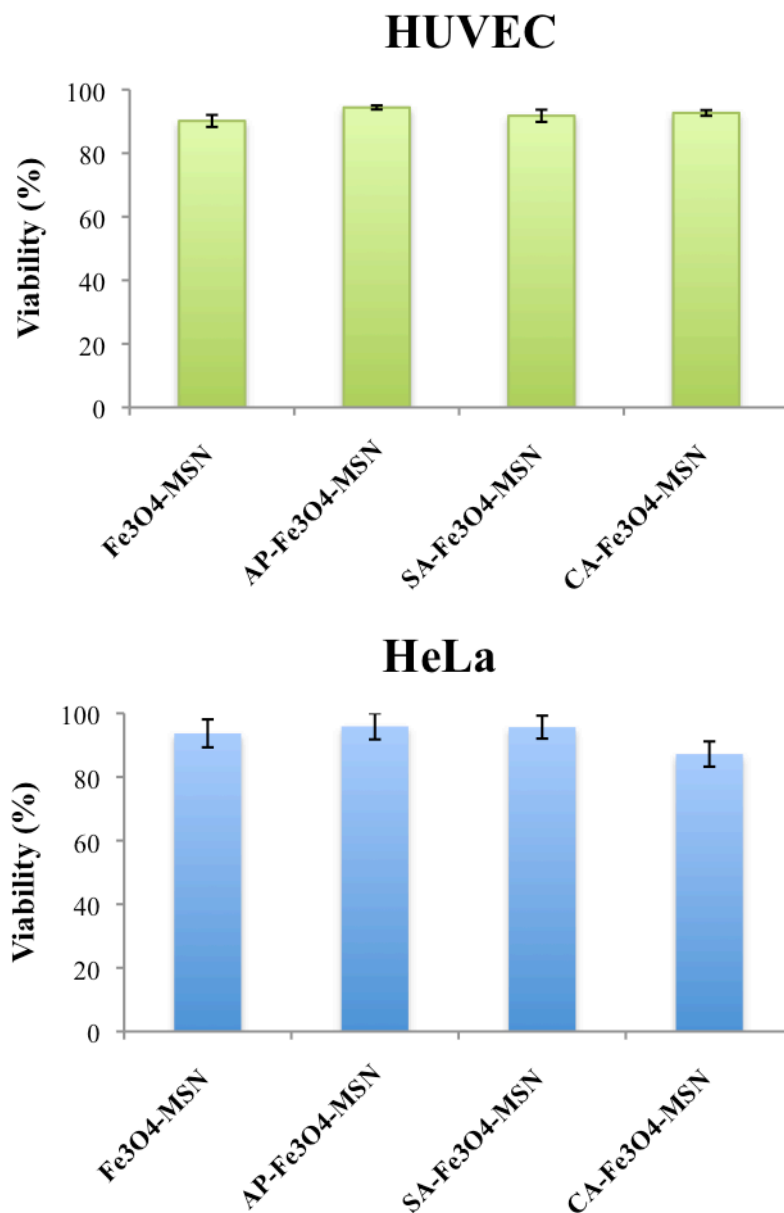 HUVEC
Viability (%)
100
80
60
40
20
0
Fe3O4-MSN
AP-Fe3O4-MSN
SA-Fe3O4-MSN
CA-Fe3O4-MSN
HeLa
Viability (%)
100
80
60
40
20
0
Fe3O4-MSN
AP-Fe3O4-MSN
SA-Fe3O4-MSN
CA-Fe3O4-MSN